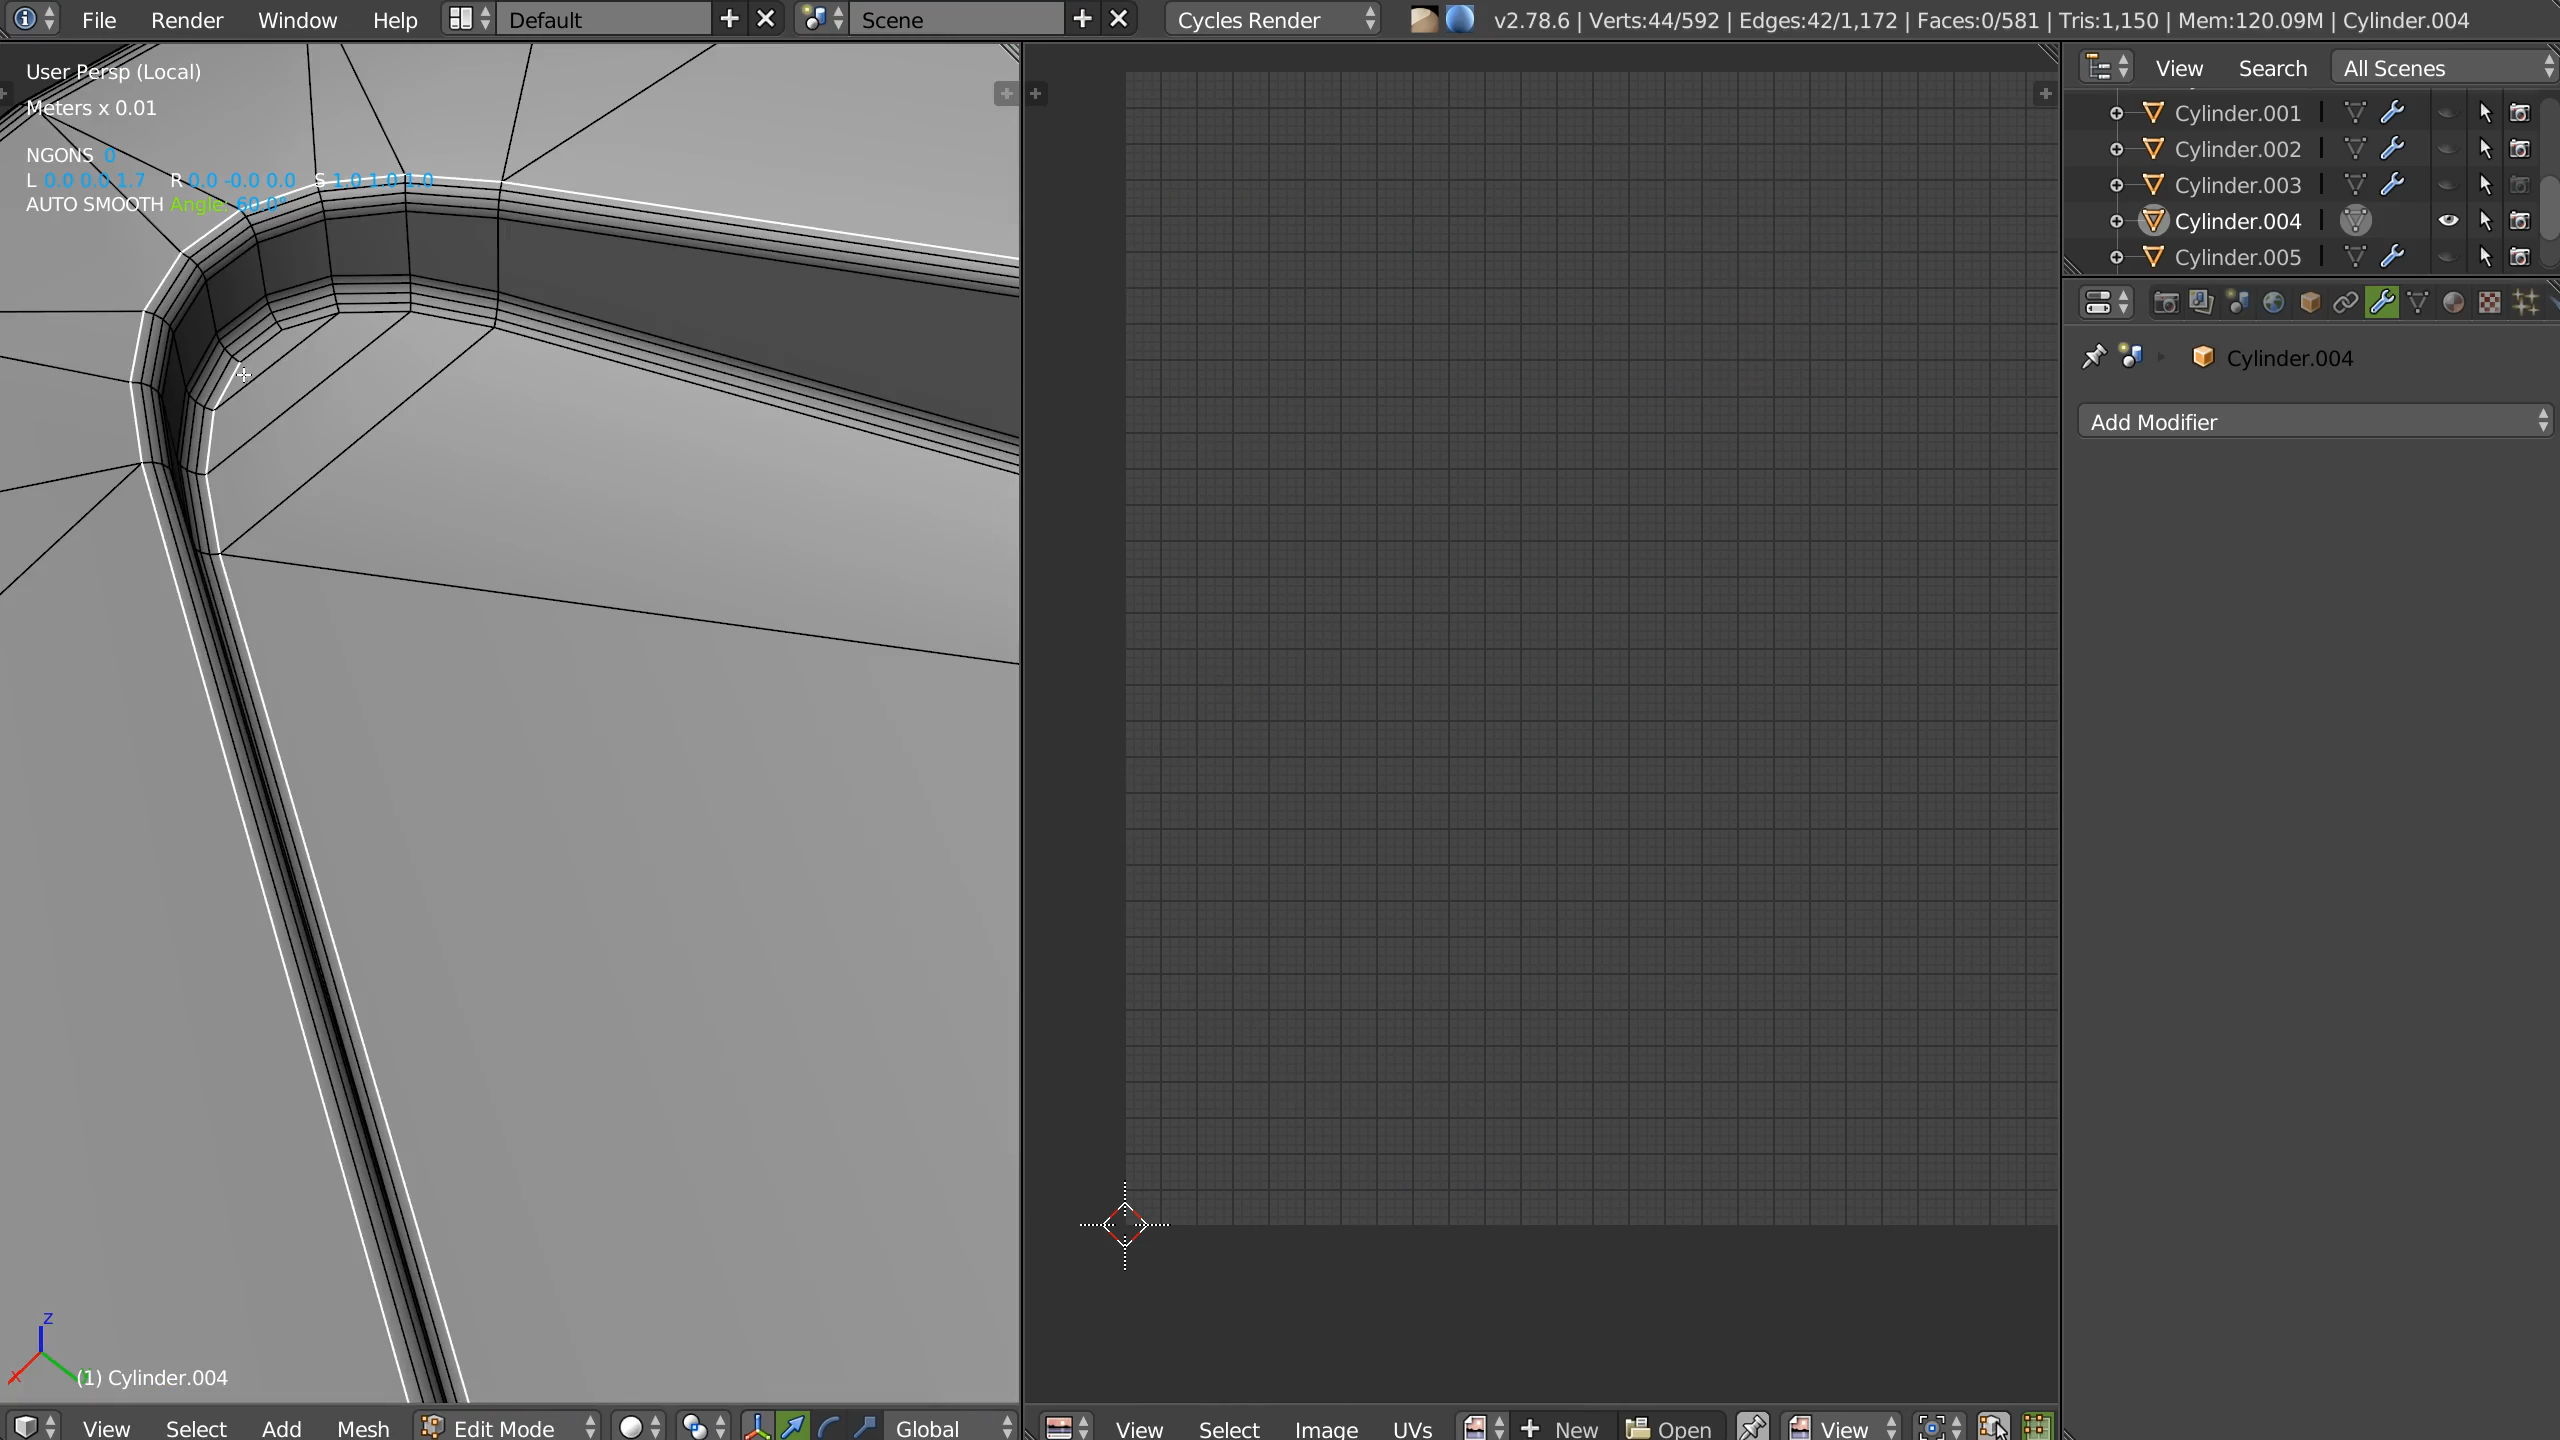 File Render Window Help Default Scene Cycles Render v2.78.6 | Verts:44/592 | Edges:42/1,172 | Faces:0/581 | Tris:1,150 | Mem:120.09M | Cylinder.004
User Persp (Local)
Meters x 0.01
NGONS 0
L 0.0 0.0 1.7 R 0.0 -0.0 0.0 S 1.0 1.0 1.0
AUTO SMOOTH Angle: 60.0°
View Search All Scenes
Cylinder.001
Cylinder.002
Cylinder.003
Cylinder.004
Cylinder.005
Cylinder.004
Add Modifier
z
x
(1) Cylinder.004
View Select Add Mesh Edit Mode Global
View Select Image UVs New Open View